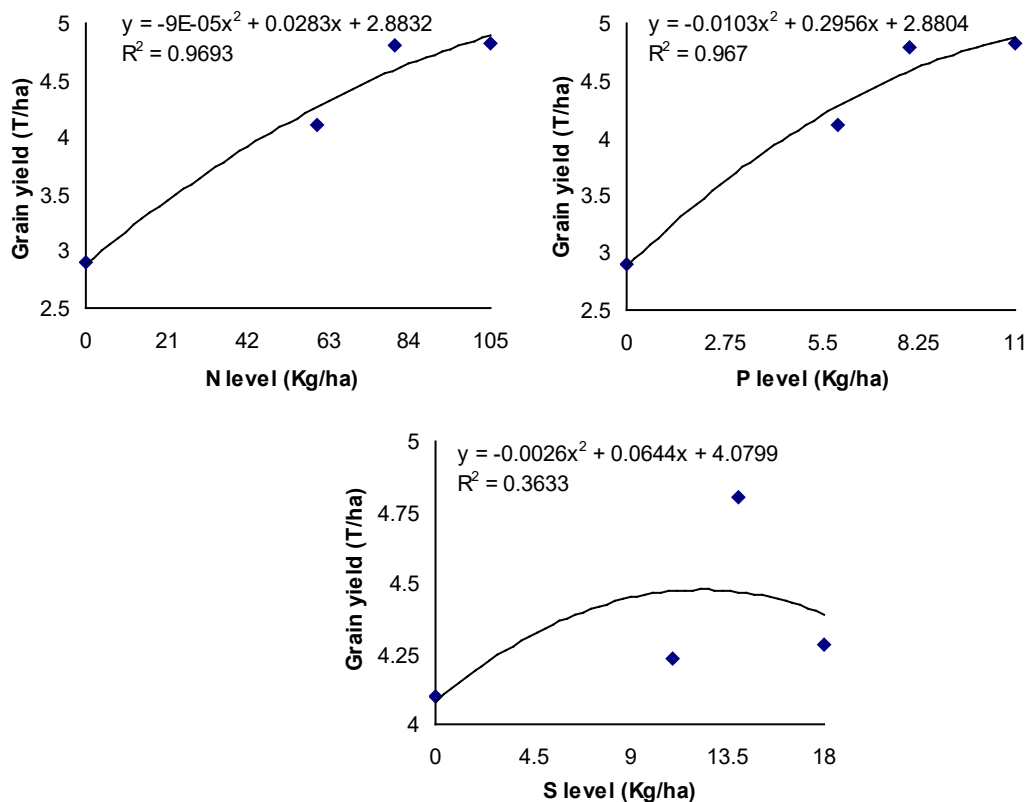 y = -9E-05x² + 0.0283x + 2.8832
R² = 0.9693
5
4.5
4
3.5
3
2.5
Grain yield (T/ha)
0 21 42 63 84 105
N level (Kg/ha)
y = -0.0103x² + 0.2956x + 2.8804
R² = 0.967
5
4.5
4
3.5
3
2.5
Grain yield (T/ha)
0 2.75 5.5 8.25 11
P level (Kg/ha)
y = -0.0026x² + 0.0644x + 4.0799
R² = 0.3633
5
4.75
4.5
4.25
4
Grain yield (T/ha)
0 4.5 9 13.5 18
S level (Kg/ha)